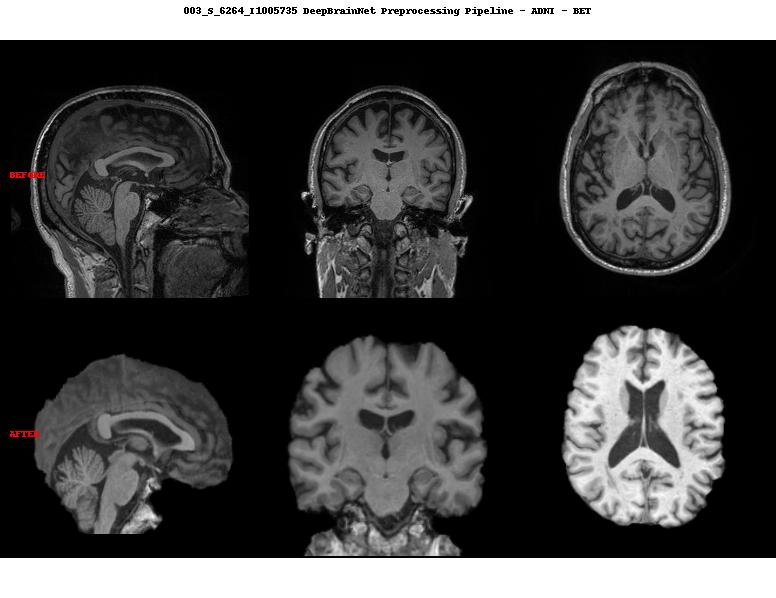 003_S_6264_I1005735 DeepBrainNet Preprocessing Pipeline - ADNI - BET
BEFORE
AFTER